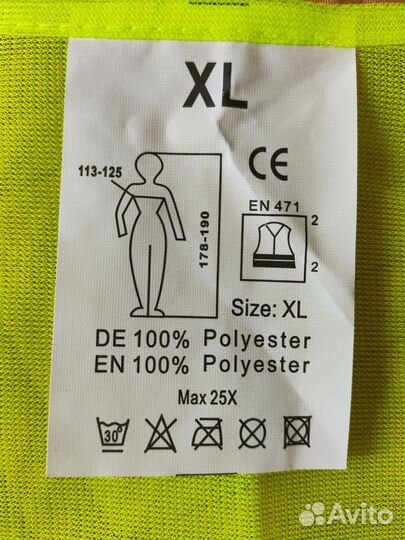 XL
113-125
178-190
CE
EN 471
2
2
Size: XL
DE 100% Polyester
EN 100% Polyester
Max 25X
30°
Avito